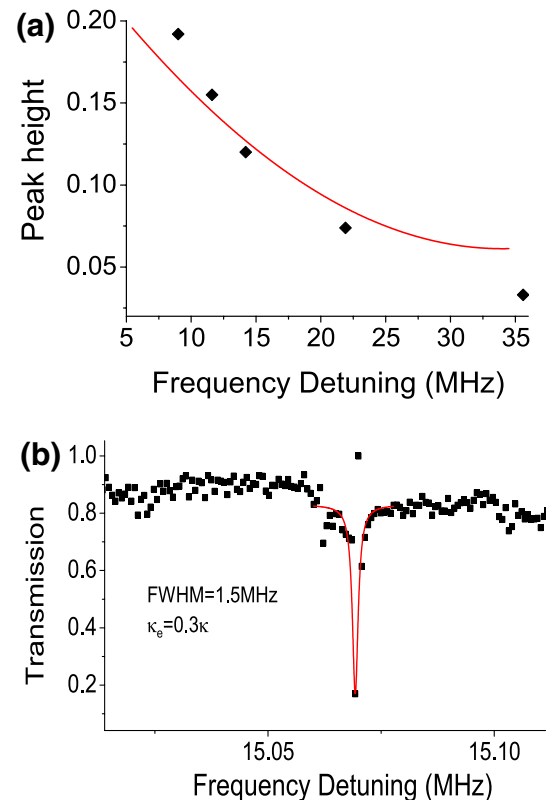 (a)
0.20
0.15
0.10
0.05
Peak height
5 10 15 20 25 30 35
Frequency Detuning (MHz)
(b)
1.0
0.8
0.6
0.4
0.2
Transmission
FWHM=1.5MHz
κₑ=0.3κ
15.05 15.10
Frequency Detuning (MHz)